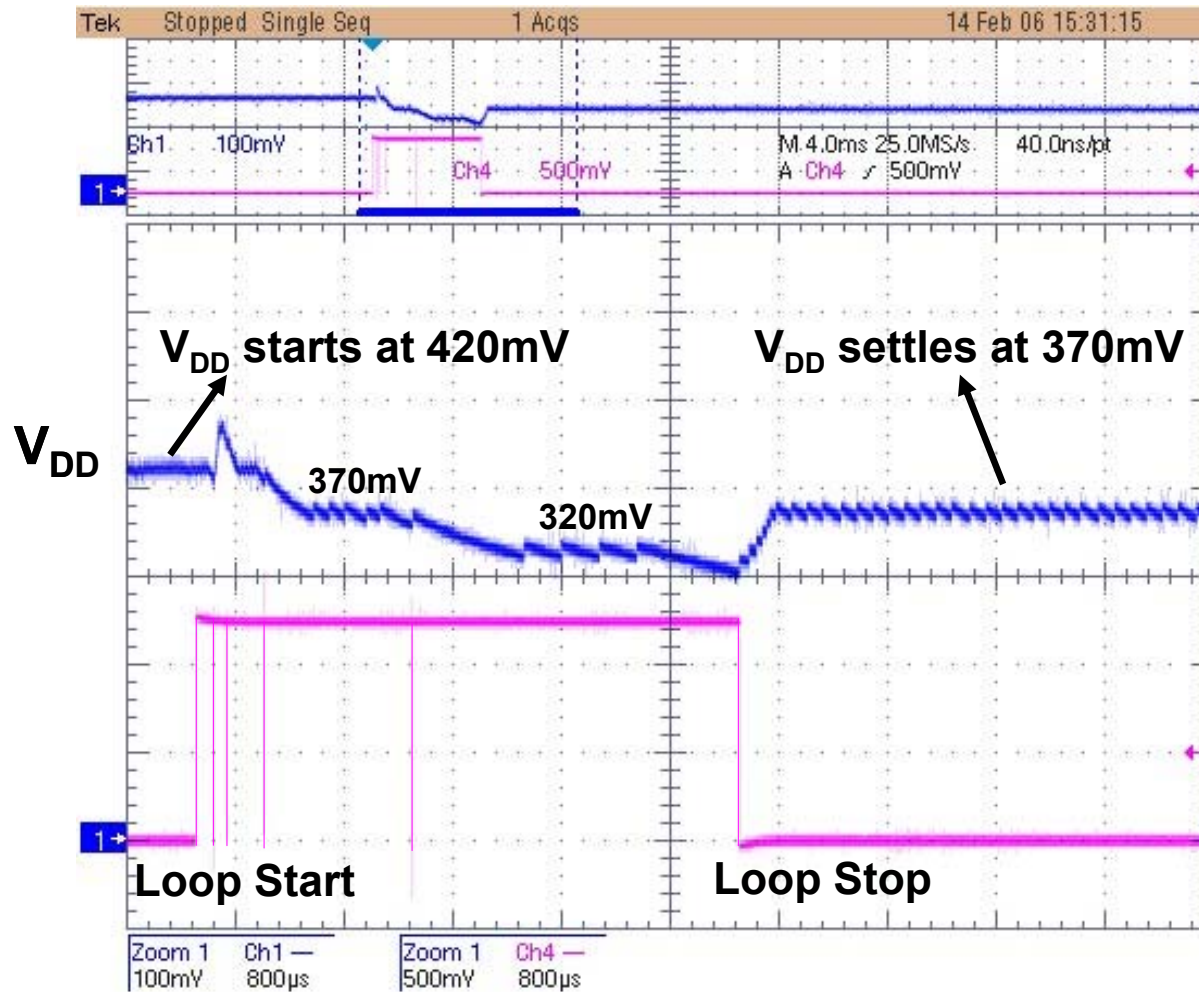 Tek Stopped Single Seq 1 Acqs 14 Feb 06 15:31:15
Ch1 100mV M 4.0ms 25.0MS/s 40.0ns/pt
Ch4 500mV A Ch4 / 500mV
1
VDD starts at 420mV VDD settles at 370mV
VDD
370mV
320mV
1
Loop Start Loop Stop
Zoom 1 Ch1 Zoom 1 Ch4
100mV 800µs 500mV 800µs